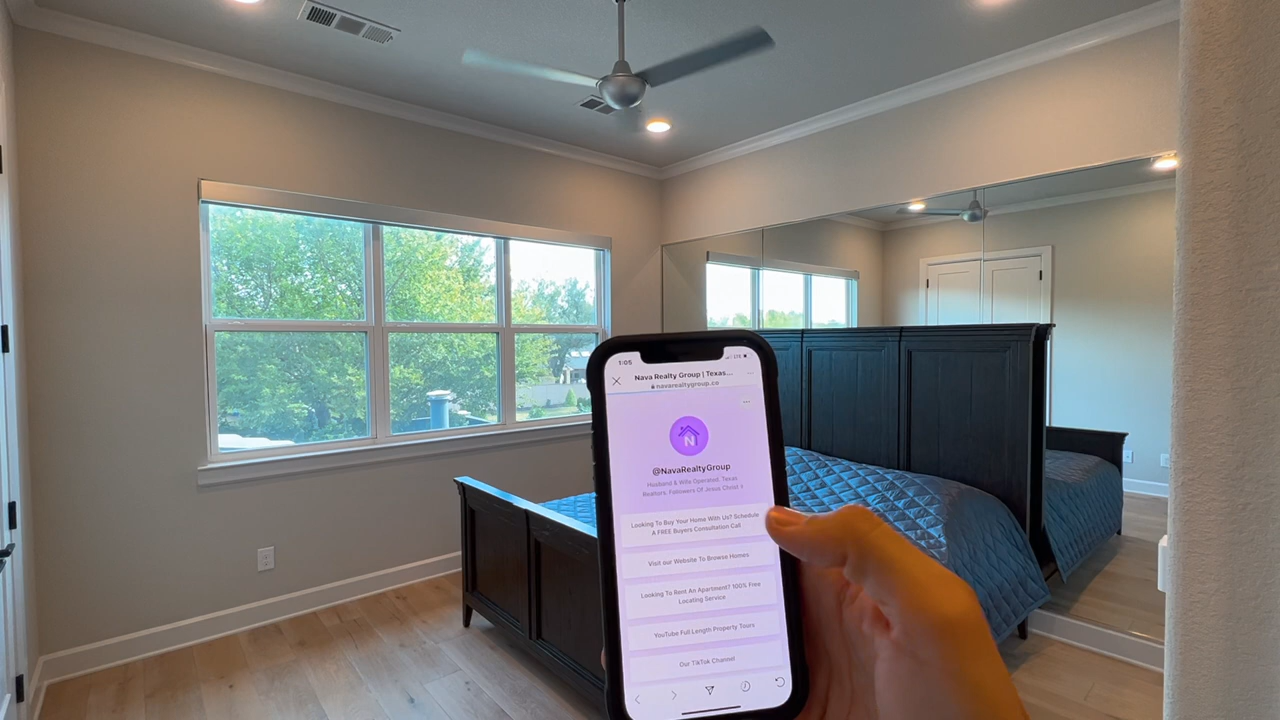 1:05
LTE
Nava Realty Group | Texas...
navarealtygroup.co
N
@NavaRealtyGroup
Husband & Wife Operated. Texas
Realtors. Followers Of Jesus Christ
Looking To Buy Your Home With Us? Schedule
A FREE Buyers Consultation Call
Visit our Website To Browse Homes
Looking To Rent An Apartment? 100% Free
Locating Service
YouTube Full Length Property Tours
Our TikTok Channel